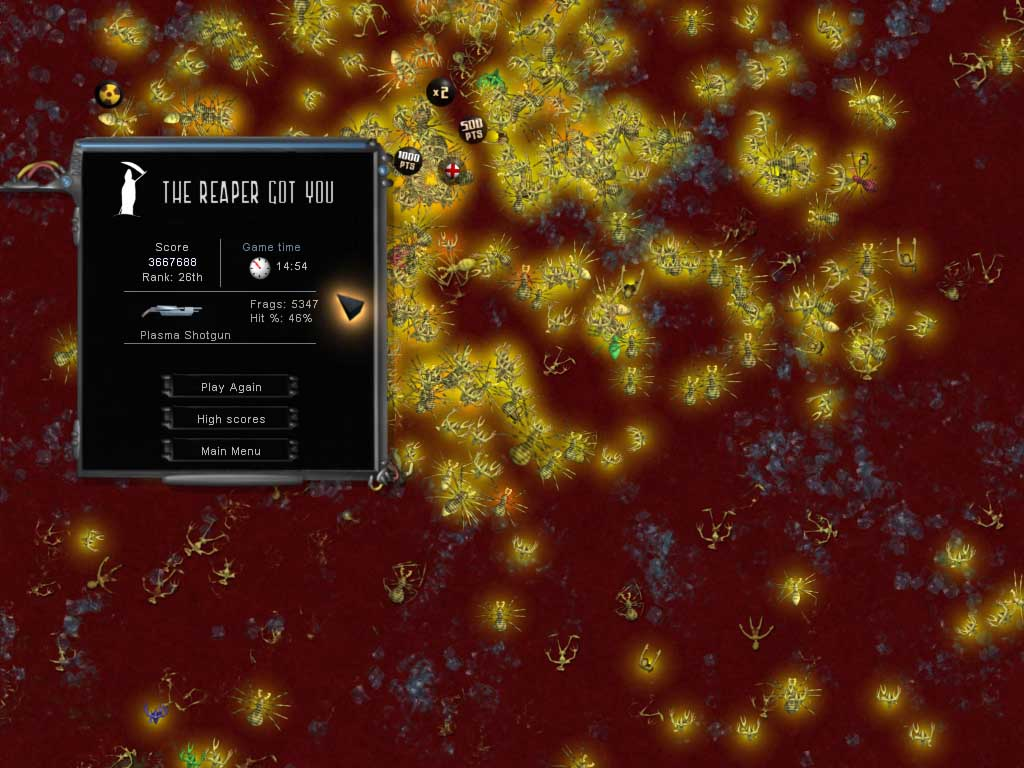 x2
500
PTS
1000
PTS
THE REAPER GOT YOU
Score
3667688
Rank: 26th
Game time
14:54
Frags: 5347
Hit %: 46%
Plasma Shotgun
Play Again
High scores
Main Menu